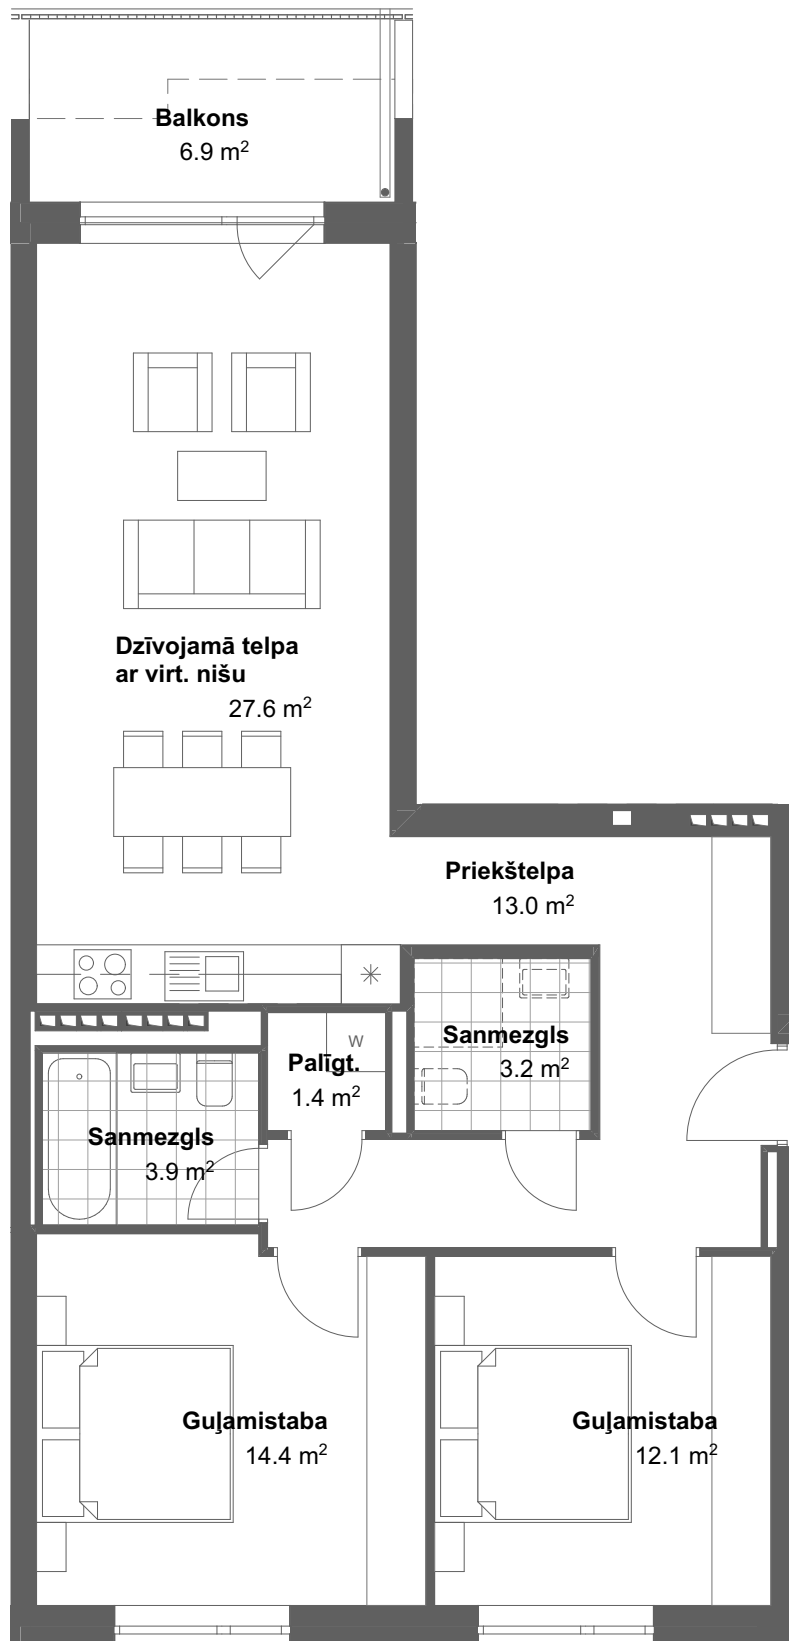 Balkons
6.9 m²
Dzīvojamā telpa
ar virt. nišu
27.6 m²
Priekštelpa
13.0 m²
Sanmezgls
3.2 m²
W
Palīgt.
1.4 m²
Sanmezgls
3.9 m²
Guļamistaba
14.4 m²
Guļamistaba
12.1 m²